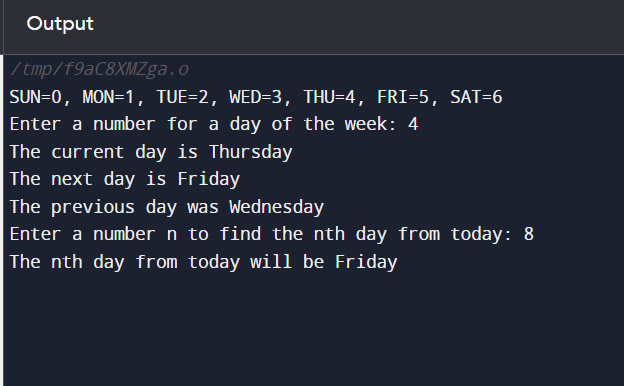 Output
/tmp/f9aC8XMZga.o
SUN=0, MON=1, TUE=2, WED=3, THU=4, FRI=5, SAT=6
Enter a number for a day of the week: 4
The current day is Thursday
The next day is Friday
The previous day was Wednesday
Enter a number n to find the nth day from today: 8
The nth day from today will be Friday